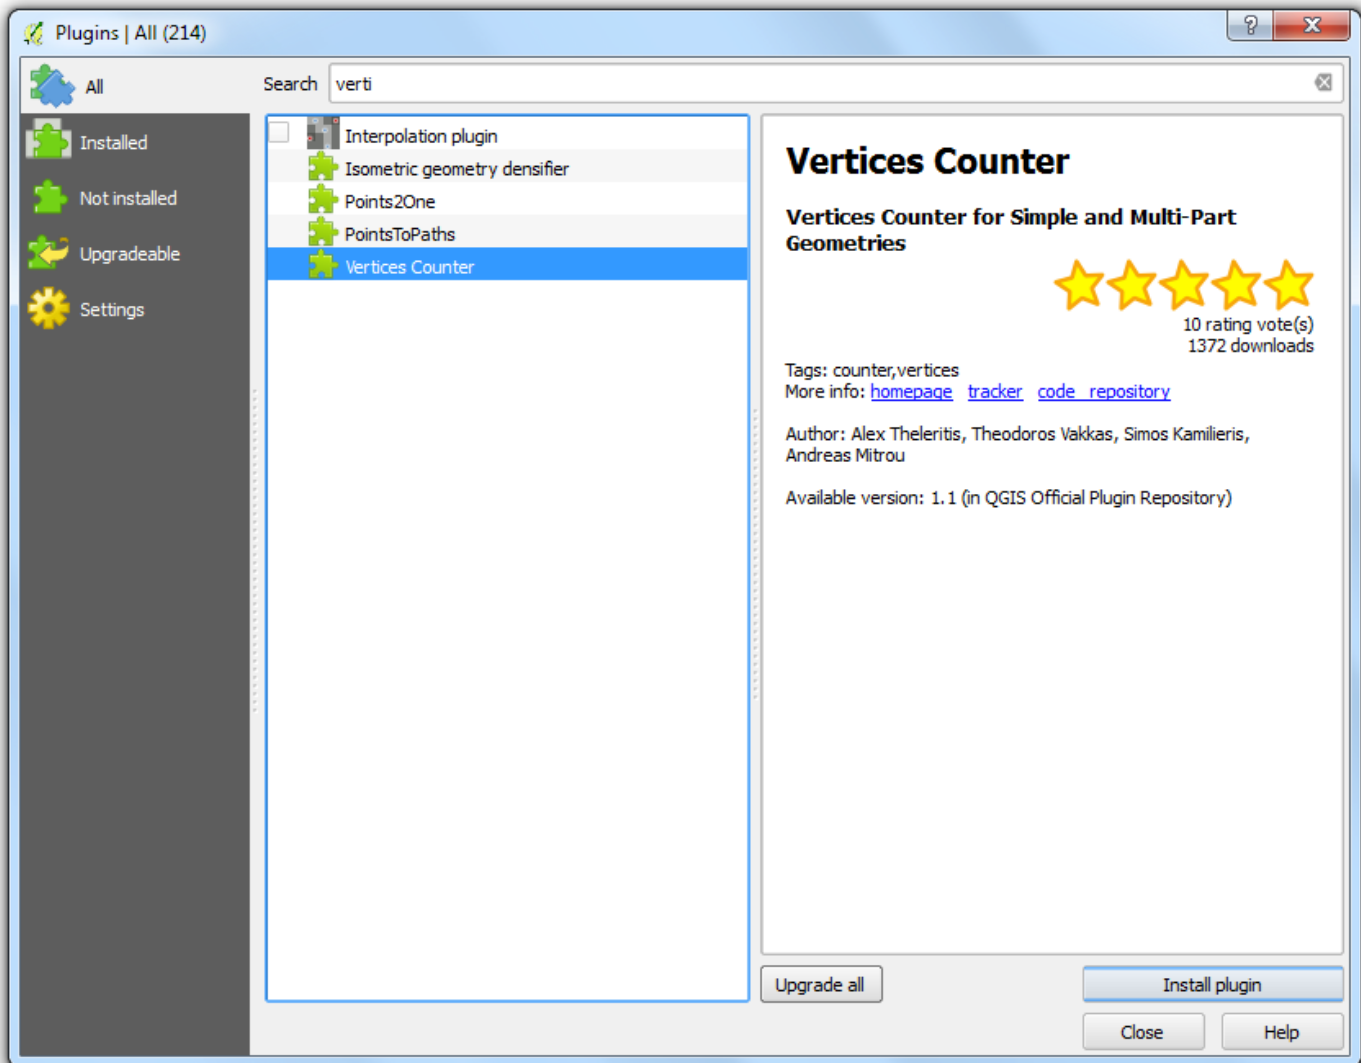 Plugins | All (214)
All
Installed
Not installed
Upgradeable
Settings
Search verti
Interpolation plugin
Isometric geometry densifier
Points2One
PointsToPaths
Vertices Counter
Vertices Counter
Vertices Counter for Simple and Multi-Part
Geometries
10 rating vote(s)
1372 downloads
Tags: counter,vertices
More info: homepage tracker code repository
Author: Alex Theleritis, Theodoros Vakkas, Simos Kamilieris,
Andreas Mitrou
Available version: 1.1 (in QGIS Official Plugin Repository)
Upgrade all Install plugin
Close Help